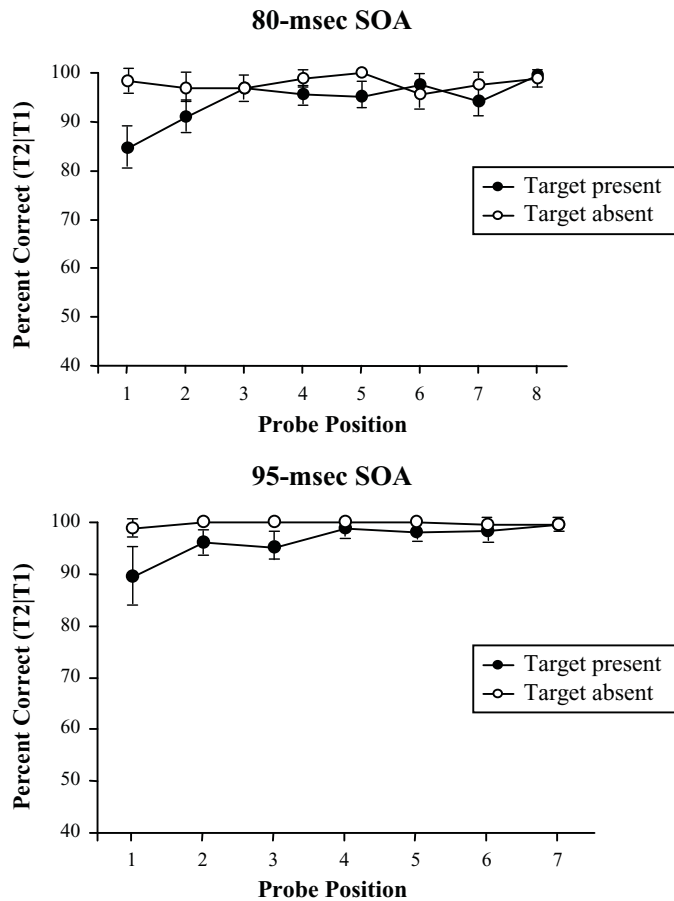 80-msec SOA
Percent Correct (T2|T1)
100
90
80
70
60
50
40
1 2 3 4 5 6 7 8
Probe Position
Target present
Target absent
95-msec SOA
Percent Correct (T2|T1)
100
90
80
70
60
50
40
1 2 3 4 5 6 7
Probe Position
Target present
Target absent